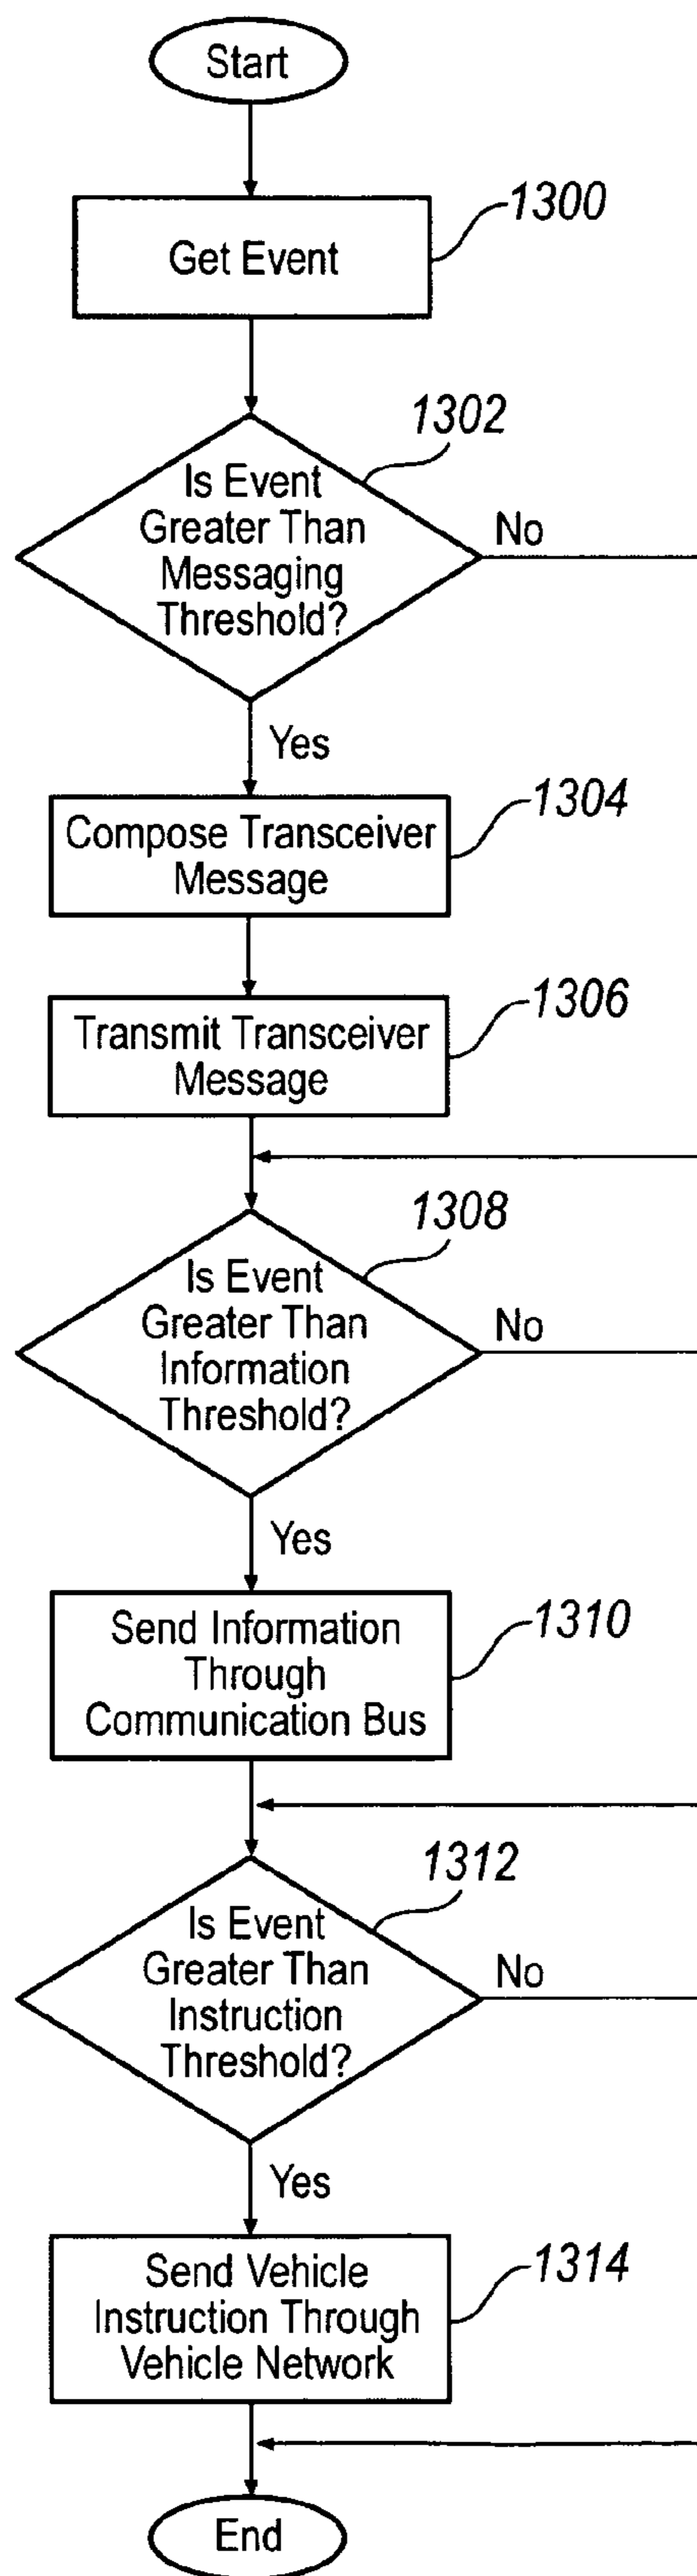 Start
1300
Get Event
1302
Is Event
Greater Than
Messaging
Threshold?
No
Yes
1304
Compose Transceiver
Message
1306
Transmit Transceiver
Message
1308
Is Event
Greater Than
Information
Threshold?
No
Yes
1310
Send Information
Through
Communication Bus
1312
Is Event
Greater Than
Instruction
Threshold?
No
Yes
1314
Send Vehicle
Instruction Through
Vehicle Network
End